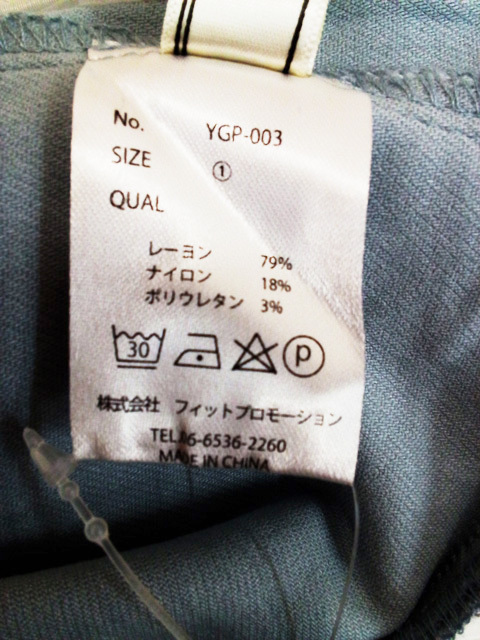 No. YGP-003
SIZE ①
QUAL
レーヨン 79%
ナイロン 18%
ポリウレタン 3%
30 P
株式会社 フィットプロモーション
TEL 06-6536-2260
MADE IN CHINA